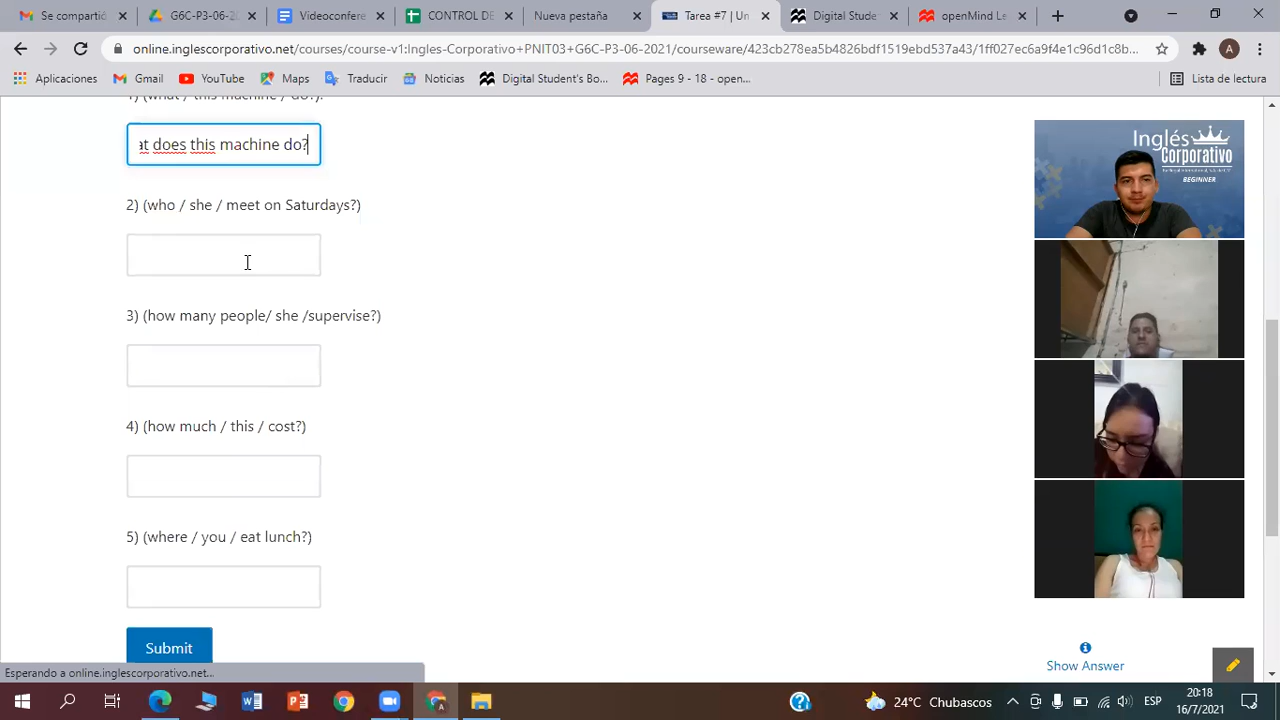 Se comparti
G6C-P3-06-2
Videoconfere
CONTROL DE
Nueva pestaña
Tarea #7 | Un
Digital Stude
openMind Le
online.inglescorporativo.net/courses/course-v1:Ingles-Corporativo+PNIT03+G6C-P3-06-2021/courseware/423cb278ea5b4826bdf1519ebd537a43/1ff027ec6a9f4e1c96d1c8b...
A
Aplicaciones
Gmail
YouTube
Maps
Traducir
Noticias
Digital Student's Bo...
Pages 9 - 18 - open...
Lista de lectura
1) (what / this machine / do?).
at does this machine do?
2) (who / she / meet on Saturdays?)
3) (how many people/ she /supervise?)
4) (how much / this / cost?)
5) (where / you / eat lunch?)
Submit
Show Answer
Inglés
Corporativo
BEGINNER
Esperando a online.inglescorporativo.net...
24°C Chubascos
ESP
20:18
16/7/2021